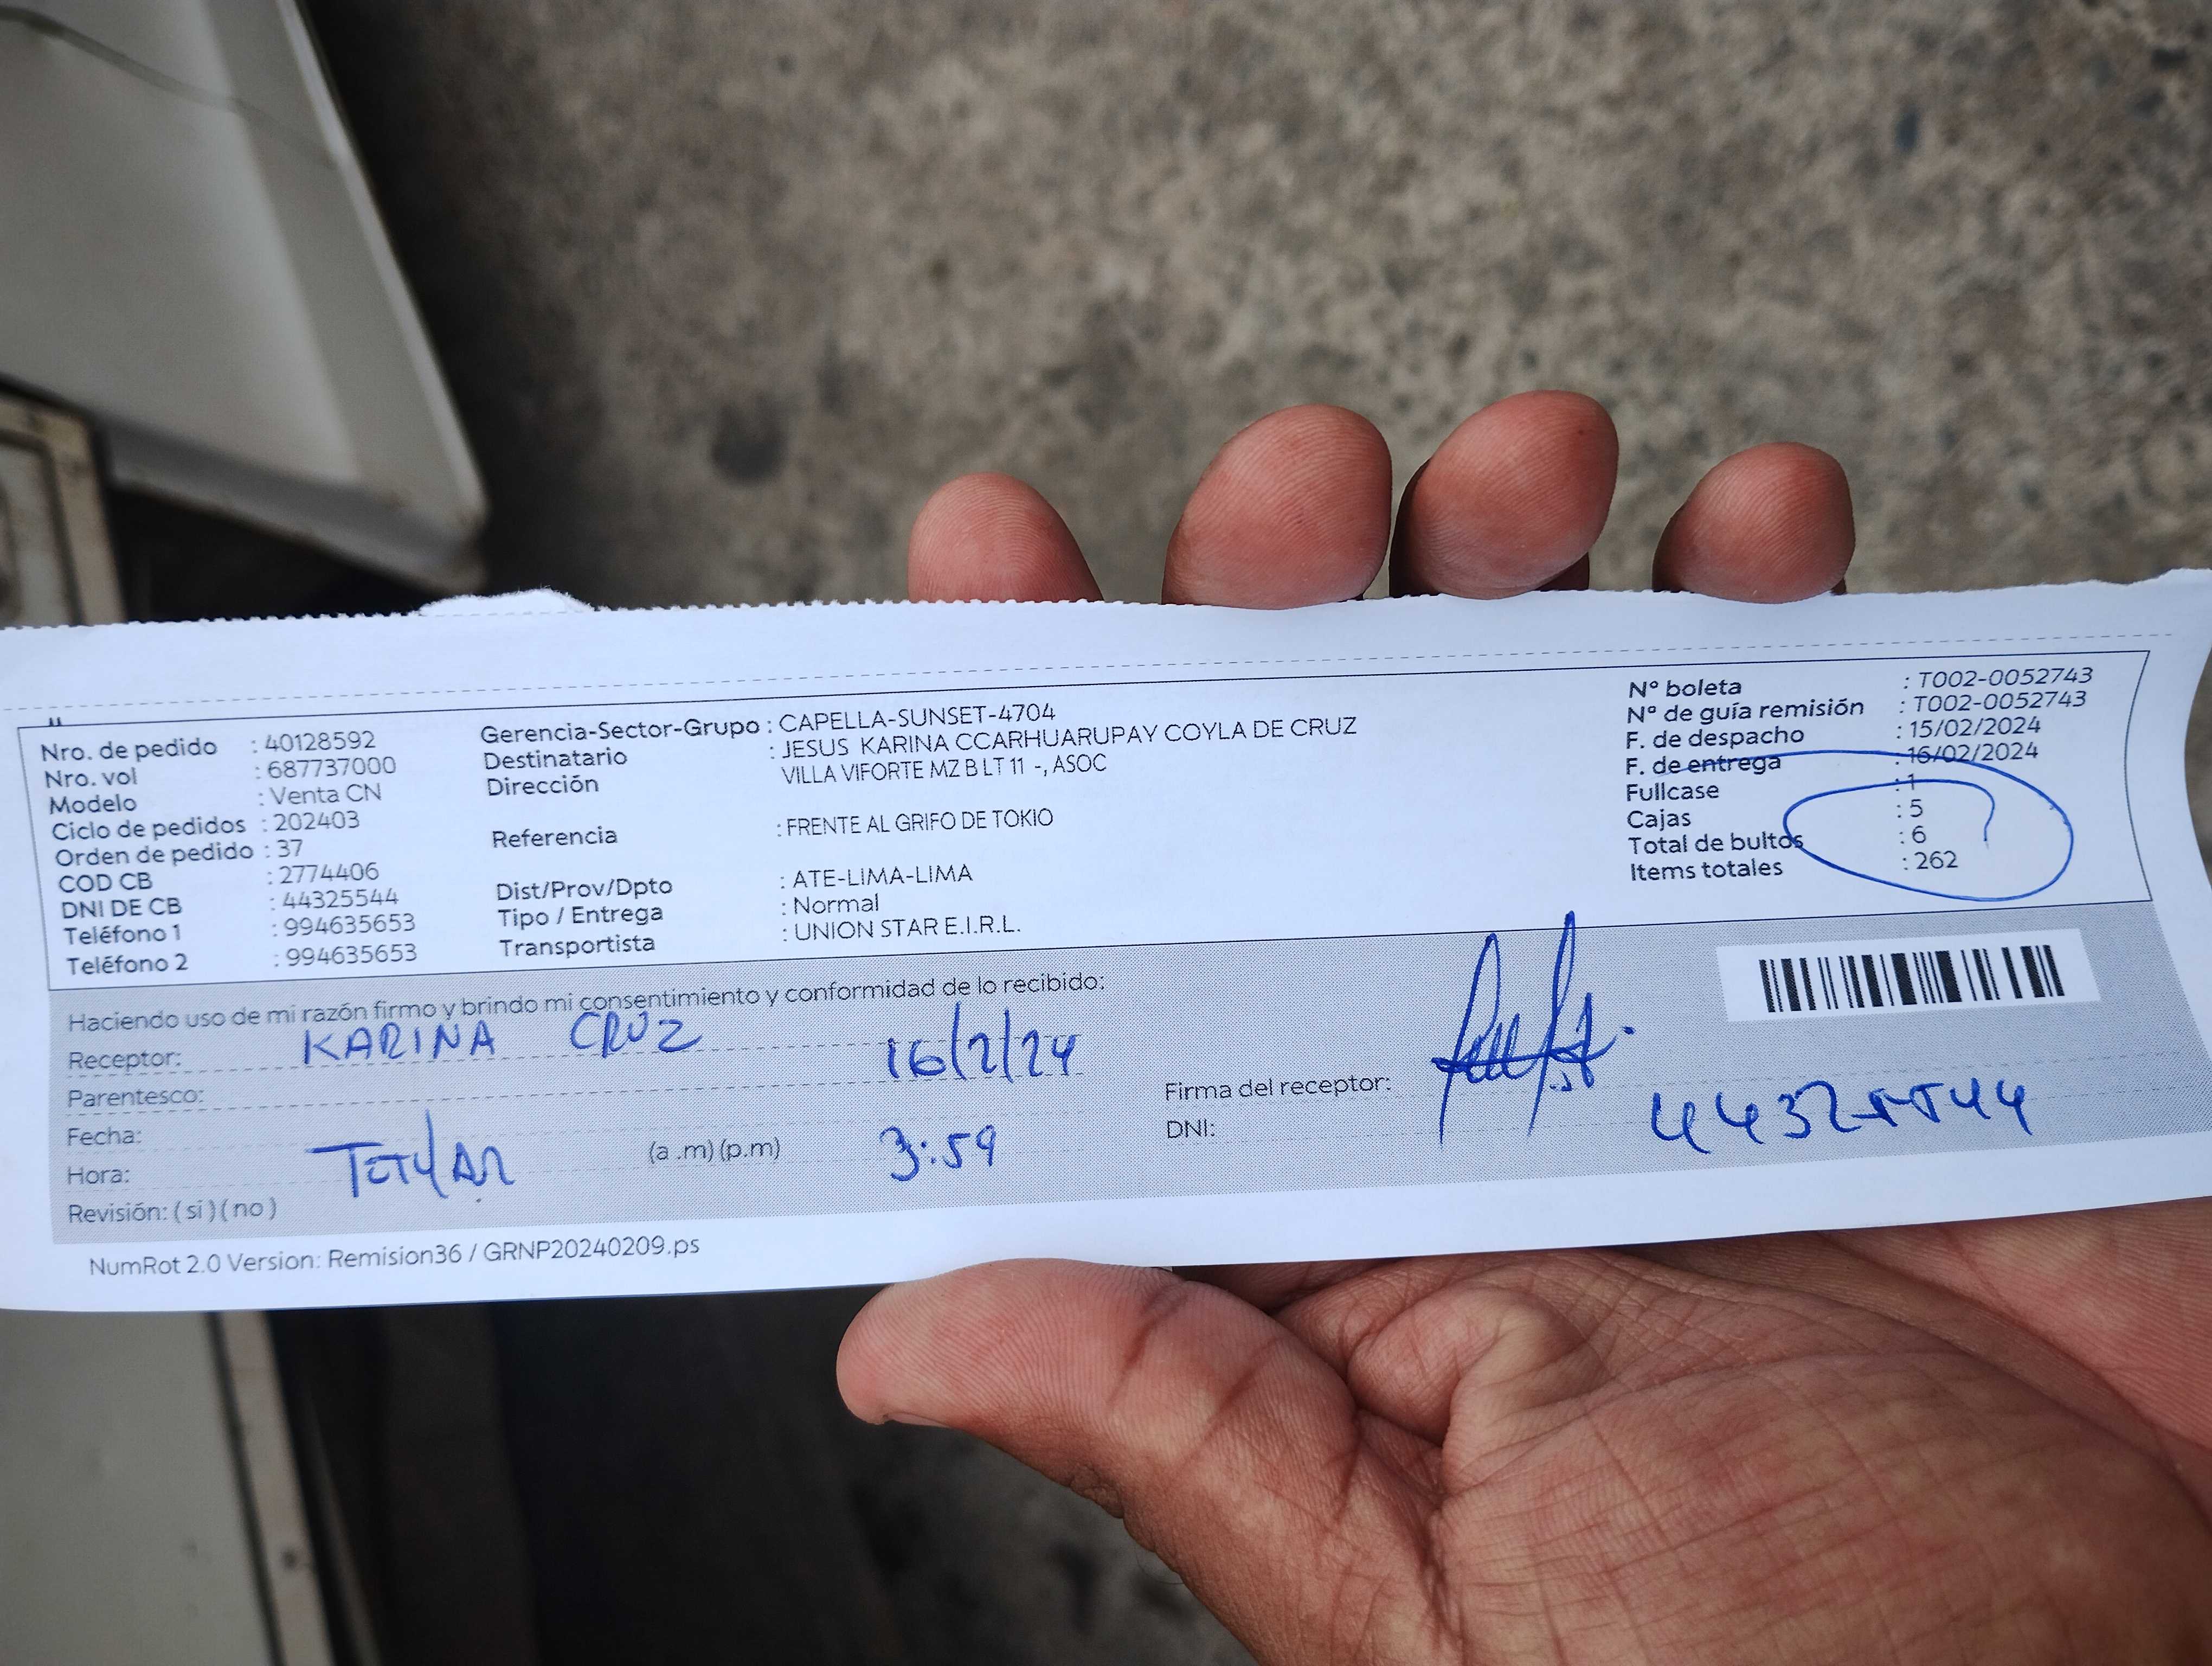 Nro. de pedido : 40128592
Nro. vol : 687737000
Modelo : Venta CN
Ciclo de pedidos : 202403
Orden de pedido : 37
COD CB : 2774406
DNI DE CB : 44325544
Teléfono 1 : 994635653
Teléfono 2 : 994635653
Gerencia-Sector-Grupo : CAPELLA-SUNSET-4704
Destinatario : JESUS KARINA CCARHUARUPAY COYLA DE CRUZ
Dirección VILLA VIFORTE MZ B LT 11 -, ASOC
Referencia : FRENTE AL GRIFO DE TOKIO
Dist/Prov/Dpto : ATE-LIMA-LIMA
Tipo / Entrega : Normal
Transportista : UNION STAR E.I.R.L.
N° boleta : T002-0052743
N° de guía remisión : T002-0052743
F. de despacho : 15/02/2024
F. de entrega : 16/02/2024
Fullcase : 1
Cajas : 5
Total de bultos : 6
Items totales : 262
Haciendo uso de mi razón firmo y brindo mi consentimiento y conformidad de lo recibido:
Receptor: KARINA CRUZ 16/2/24
Parentesco:
Fecha:
Hora: (a .m) (p.m) 3:59
Revisión: ( sí ) ( no )
Firma del receptor:
DNI: 44325544
NumRot 2.0 Version: Remision36 / GRNP20240209.ps